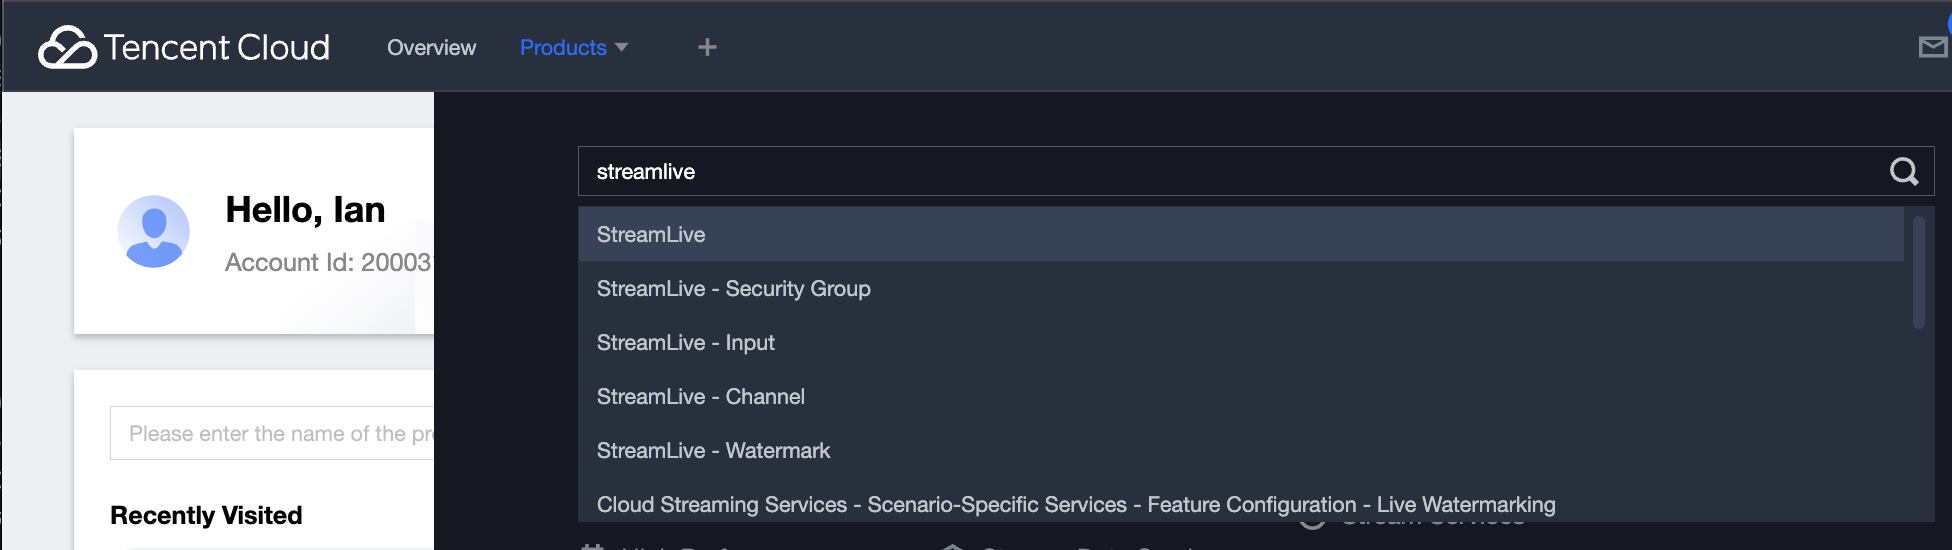 Tencent Cloud Overview Products +
streamlive
StreamLive
Hello, Ian
Account Id: 20003
StreamLive - Security Group
StreamLive - Input
StreamLive - Channel
Please enter the name of the pr
StreamLive - Watermark
Cloud Streaming Services - Scenario-Specific Services - Feature Configuration - Live Watermarking
Recently Visited